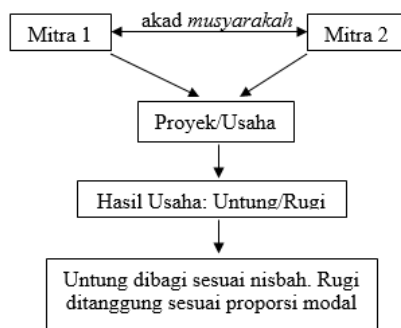 akad musyarakah
Mitra 1
Mitra 2
Proyek/Usaha
Hasil Usaha: Untung/Rugi
Untung dibagi sesuai nisbah. Rugi
ditanggung sesuai proporsi modal